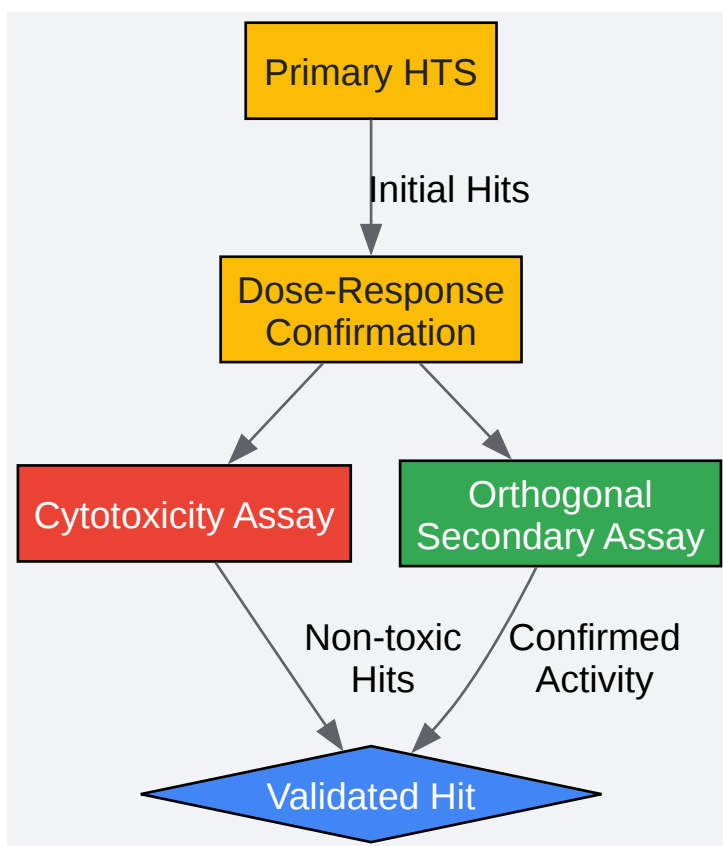 Primary HTS
Initial Hits
Dose-Response
Confirmation
Cytotoxicity Assay
Orthogonal
Secondary Assay
Non-toxic
Hits
Confirmed
Activity
Validated Hit